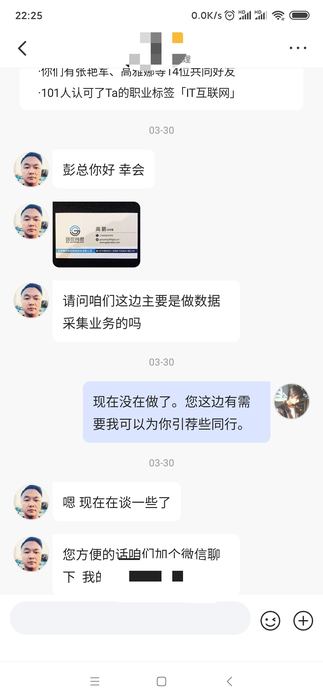 22:25
0.0K/s
·你们有张艳军、高雅娜等14位共同好友
·101人认可了Ta的职业标签「IT互联网」
03-30
彭总你好 幸会
请问咱们这边主要是做数据
采集业务的吗
03-30
现在没在做了。您这边有需
要我可以为你引荐些同行。
03-30
嗯 现在在谈一些了
您方便的话咱们加个微信聊
下 我的